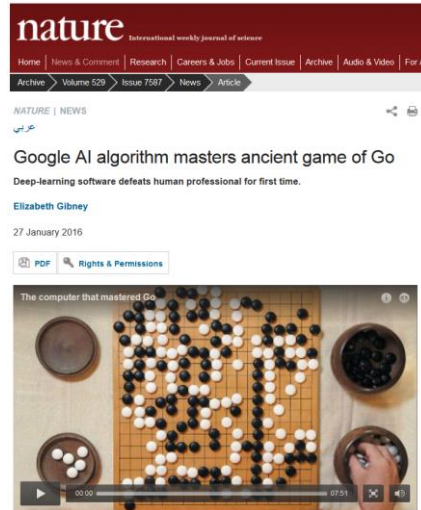 nature International weekly journal of science
Home | News & Comment | Research | Careers & Jobs | Current Issue | Archive | Audio & Video | For
Archive Volume 529 Issue 7587 News Article
NATURE | NEWS
عربي
Google AI algorithm masters ancient game of Go
Deep-learning software defeats human professional for first time.
Elizabeth Gibney
27 January 2016
PDF Rights & Permissions
The computer that mastered Go
00:00 07:51